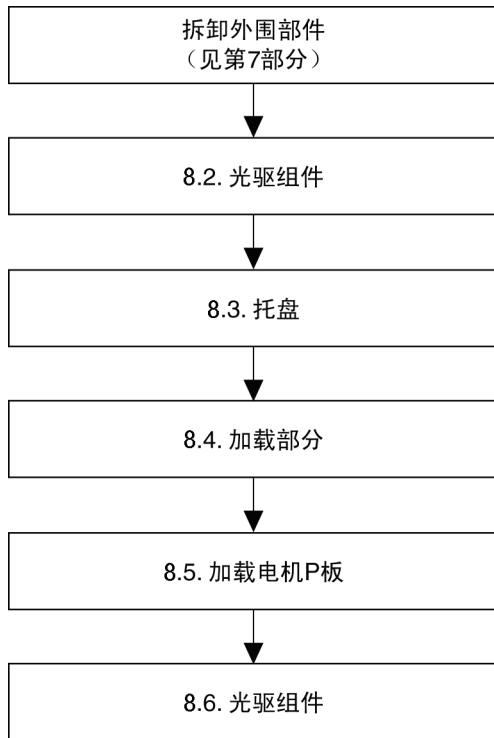 拆卸外围部件
（见第7部分）
8.2. 光驱组件
8.3. 托盘
8.4. 加载部分
8.5. 加载电机P板
8.6. 光驱组件